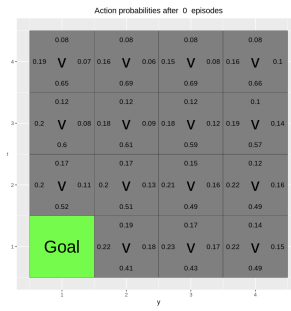 Action probabilities after 0 episodes
0.08 0.08 0.08 0.08
4 0.19 V 0.07 0.16 V 0.06 0.15 V 0.08 0.16 V 0.1
0.65 0.69 0.69 0.66
0.12 0.12 0.12 0.1
3 0.2 V 0.08 0.18 V 0.09 0.18 V 0.12 0.19 V 0.14
0.6 0.61 0.59 0.57
0.17 0.17 0.15 0.12
2 0.2 V 0.11 0.2 V 0.13 0.21 V 0.16 0.22 V 0.16
0.52 0.51 0.49 0.49
0.19 0.17 0.14
1 Goal 0.22 V 0.18 0.23 V 0.17 0.22 V 0.15
0.41 0.43 0.49
1 2 3 4
y